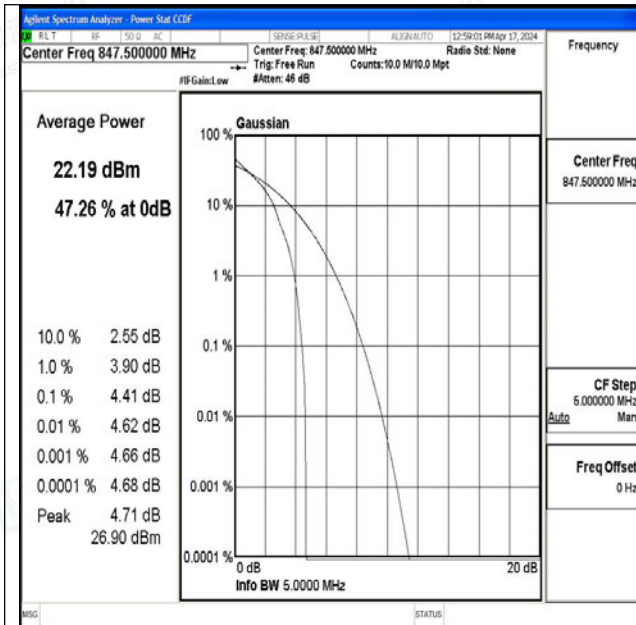 Agilent Spectrum Analyzer - Power Stat CCDF
RL T RF 50 Ω AC SENSE:PULSE ALIGNAUTO 12:59:01 PM Apr 17, 2024
Center Freq 847.500000 MHz
Center Freq: 847.500000 MHz Radio Std: None
Trig: Free Run Counts:10.0 M/10.0 Mpt
#IFGain:Low #Atten: 46 dB
Frequency
Average Power
22.19 dBm
47.26 % at 0dB
10.0 % 2.55 dB
1.0 % 3.90 dB
0.1 % 4.41 dB
0.01 % 4.62 dB
0.001 % 4.66 dB
0.0001 % 4.68 dB
Peak 4.71 dB
26.90 dBm
Gaussian
100 %
10 %
1 %
0.1 %
0.01 %
0.001 %
0.0001 %
0 dB 20 dB
Info BW 5.0000 MHz
Center Freq
847.500000 MHz
CF Step
5.000000 MHz
Auto Man
Freq Offset
0 Hz
MSG STATUS